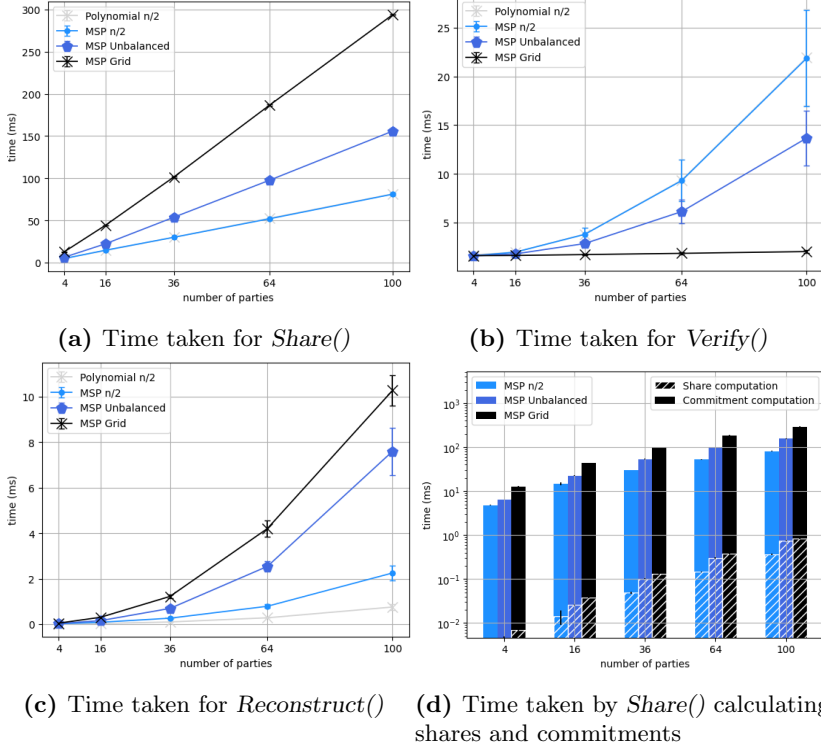 300
250
200
150
100
50
0
time (ms)
Polynomial n/2
MSP n/2
MSP Unbalanced
MSP Grid
4 16 36 64 100
number of parties
(a) Time taken for Share()
25
20
15
10
5
time (ms)
Polynomial n/2
MSP n/2
MSP Unbalanced
MSP Grid
4 16 36 64 100
number of parties
(b) Time taken for Verify()
10
8
6
4
2
0
time (ms)
Polynomial n/2
MSP n/2
MSP Unbalanced
MSP Grid
4 16 36 64 100
number of parties
(c) Time taken for Reconstruct()
10³
10²
10¹
10⁰
10⁻¹
10⁻²
time (ms)
MSP n/2
MSP Unbalanced
MSP Grid
Share computation
Commitment computation
4 16 36 64 100
number of parties
(d) Time taken by Share() calculating
shares and commitments